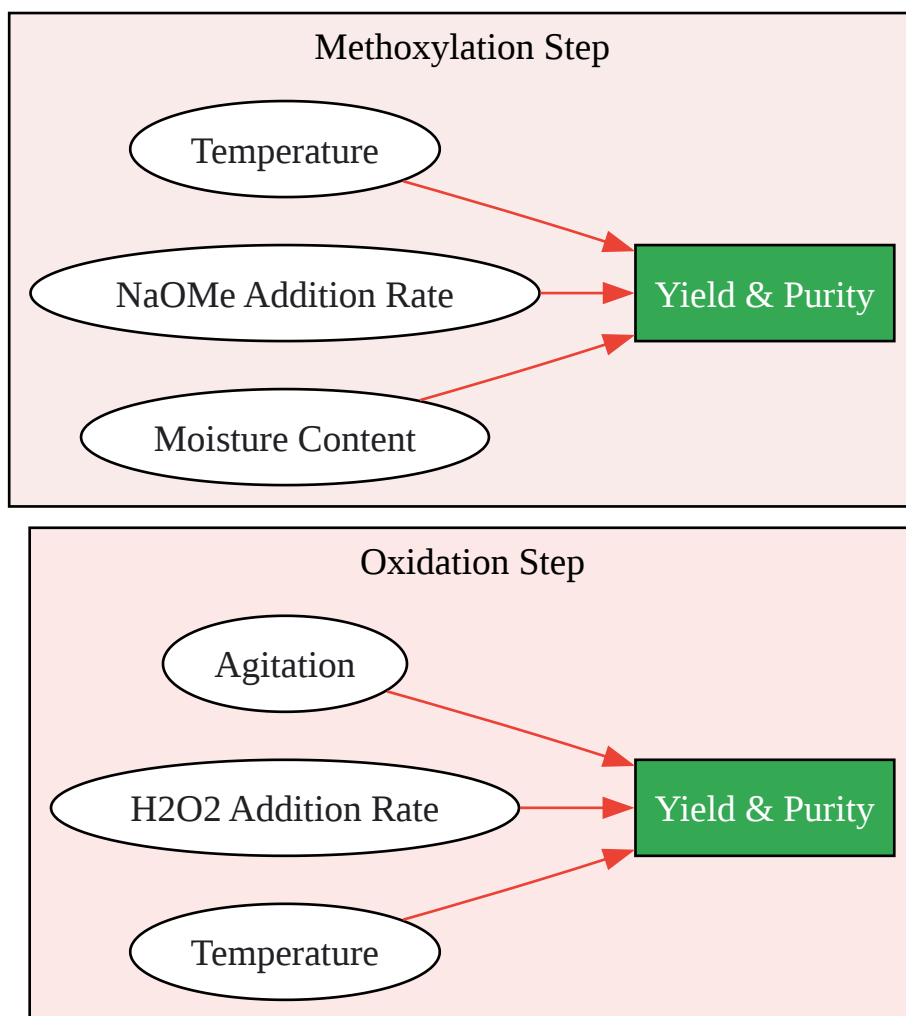 Methoxylation Step
Temperature
NaOMe Addition Rate
Yield & Purity
Moisture Content
Oxidation Step
Agitation
H2O2 Addition Rate
Yield & Purity
Temperature